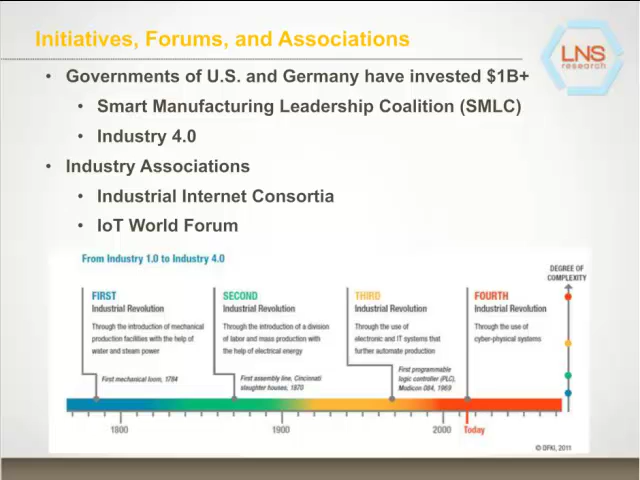 Initiatives, Forums, and Associations
LNS
research
• Governments of U.S. and Germany have invested $1B+
• Smart Manufacturing Leadership Coalition (SMLC)
• Industry 4.0
• Industry Associations
• Industrial Internet Consortia
• IoT World Forum
From Industry 1.0 to Industry 4.0
DEGREE OF
COMPLEXITY
FIRST
Industrial Revolution
Through the introduction of mechanical
production facilities with the help of
water and steam power
First mechanical loom, 1784
SECOND
Industrial Revolution
Through the introduction of a division
of labor and mass production with
the help of electrical energy
First assembly line, Cincinnati
slaughter houses, 1870
THIRD
Industrial Revolution
Through the use of
electronic and IT systems that
further automate production
First programmable
logic controller (PLC),
Modicon 084, 1969
FOURTH
Industrial Revolution
Through the use of
cyber-physical systems
1800
1900
2000
Today
© DFKI, 2011